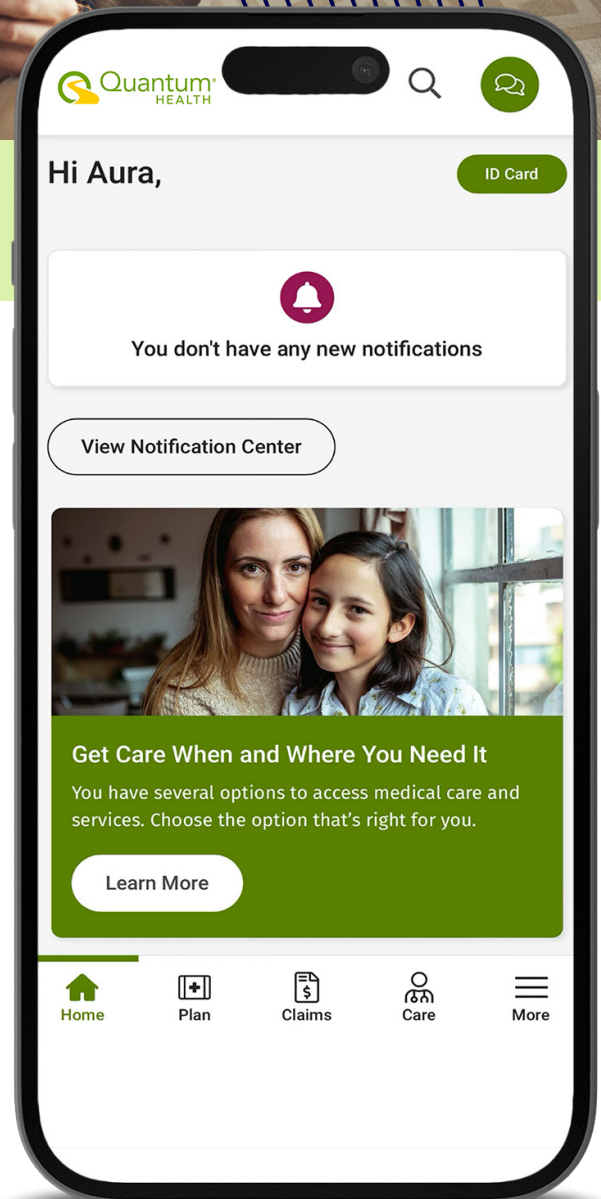 Quantum®
HEALTH
Hi Aura,
ID Card
You don't have any new notifications
View Notification Center
Get Care When and Where You Need It
You have several options to access medical care and
services. Choose the option that's right for you.
Learn More
Home
Plan
Claims
Care
More